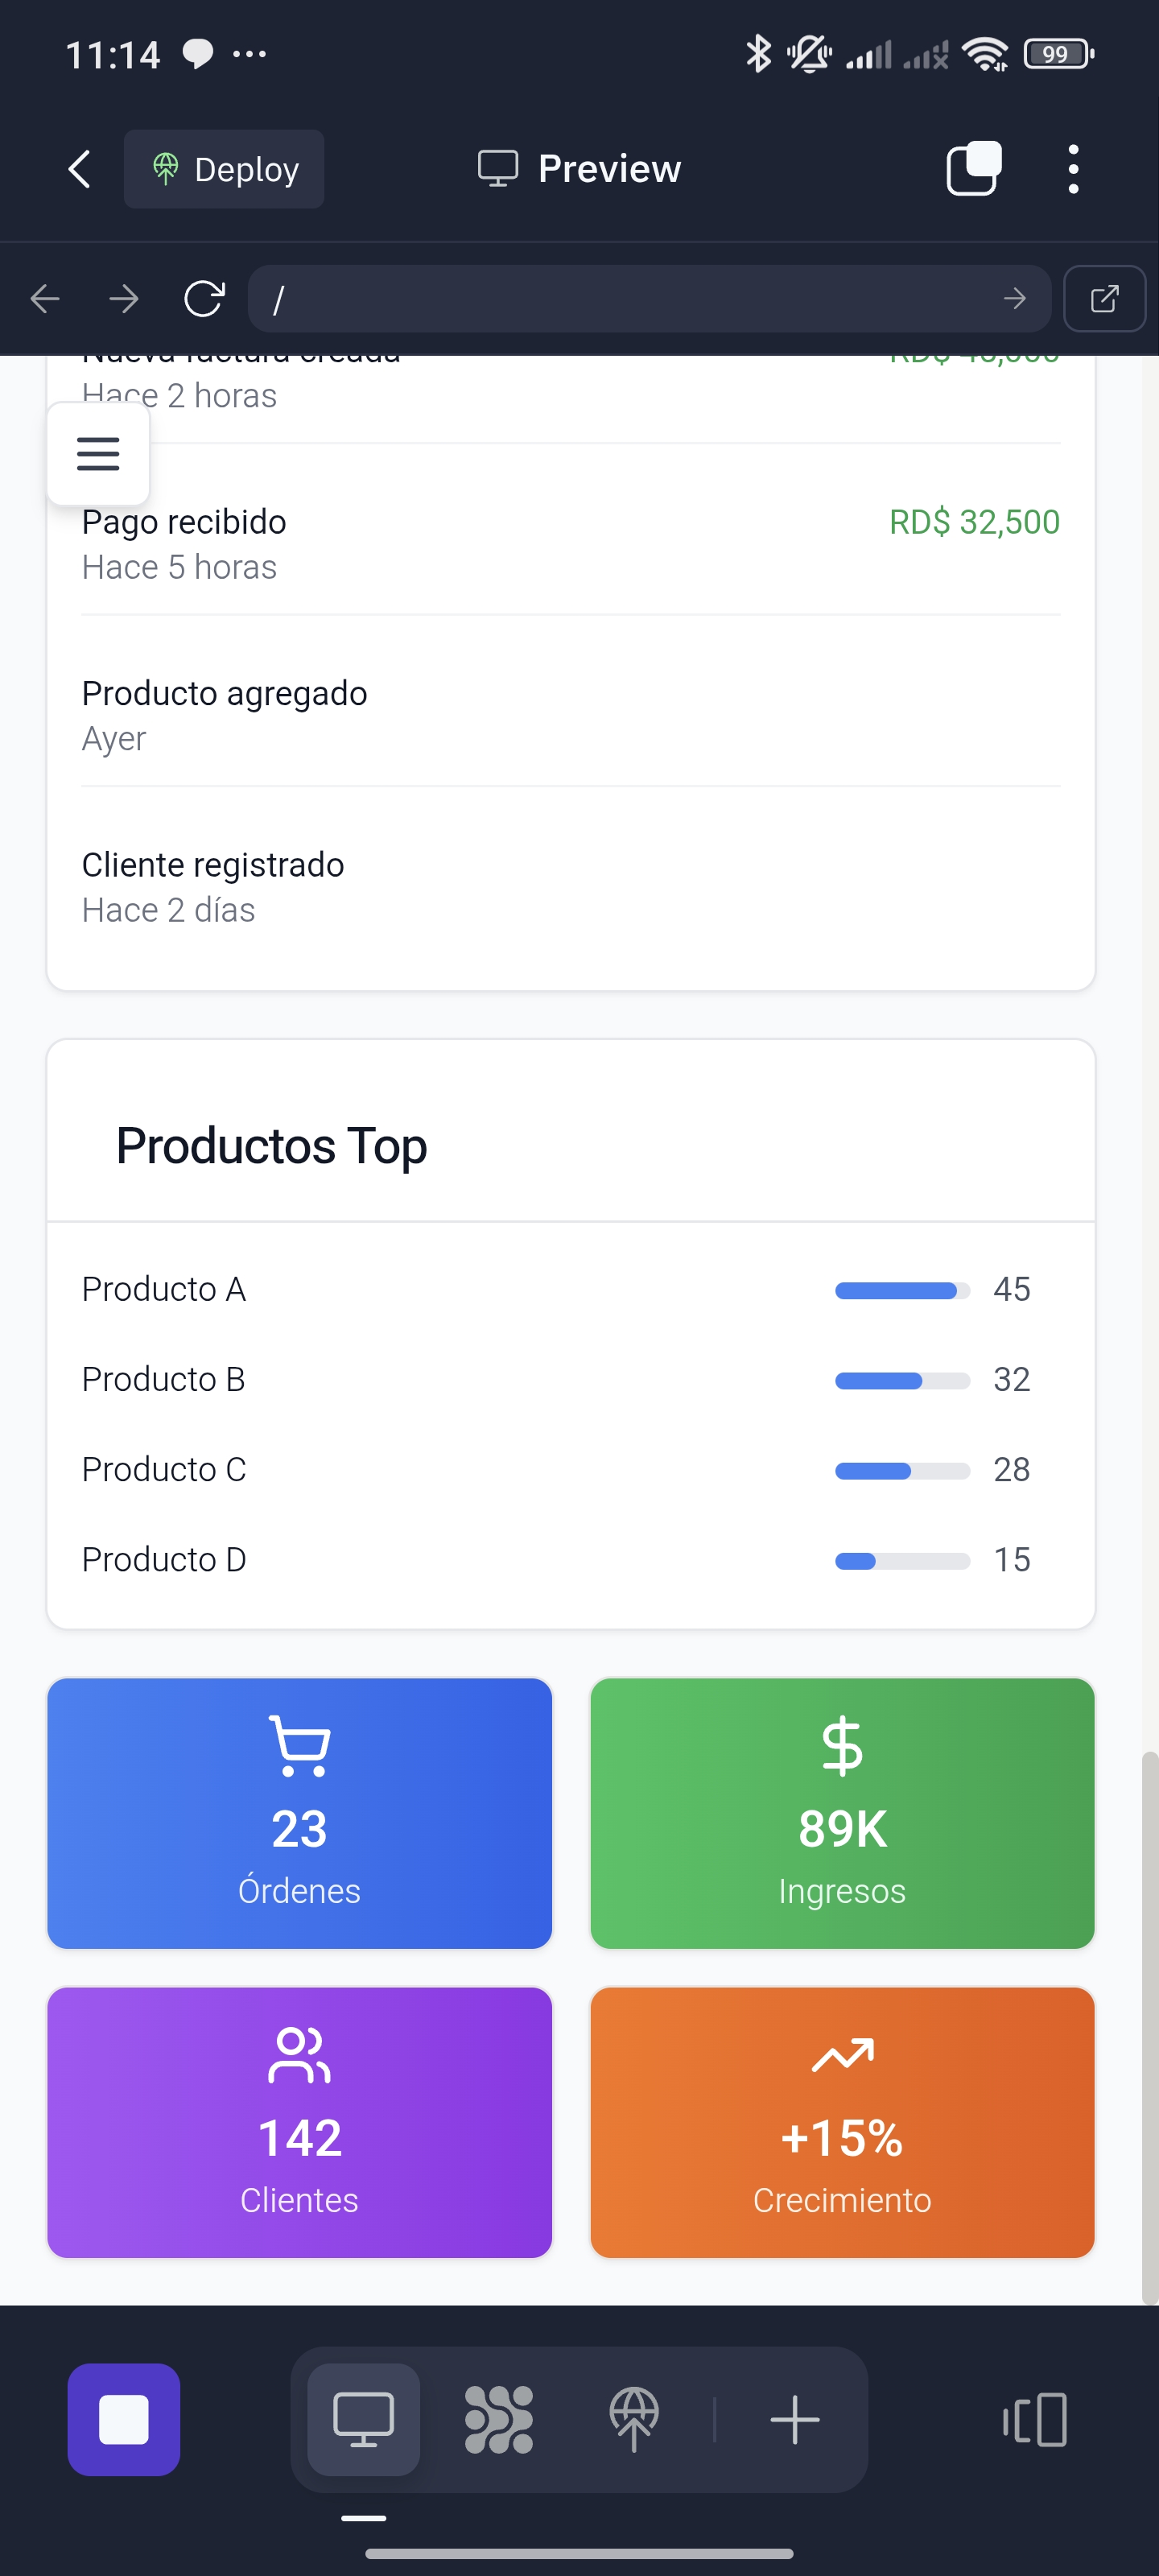 11:14
99
Deploy
Preview
/
Hace 2 horas
Pago recibido
RD$ 32,500
Hace 5 horas
Producto agregado
Ayer
Cliente registrado
Hace 2 días
Productos Top
Producto A
45
Producto B
32
Producto C
28
Producto D
15
23
Órdenes
89K
Ingresos
142
Clientes
+15%
Crecimiento